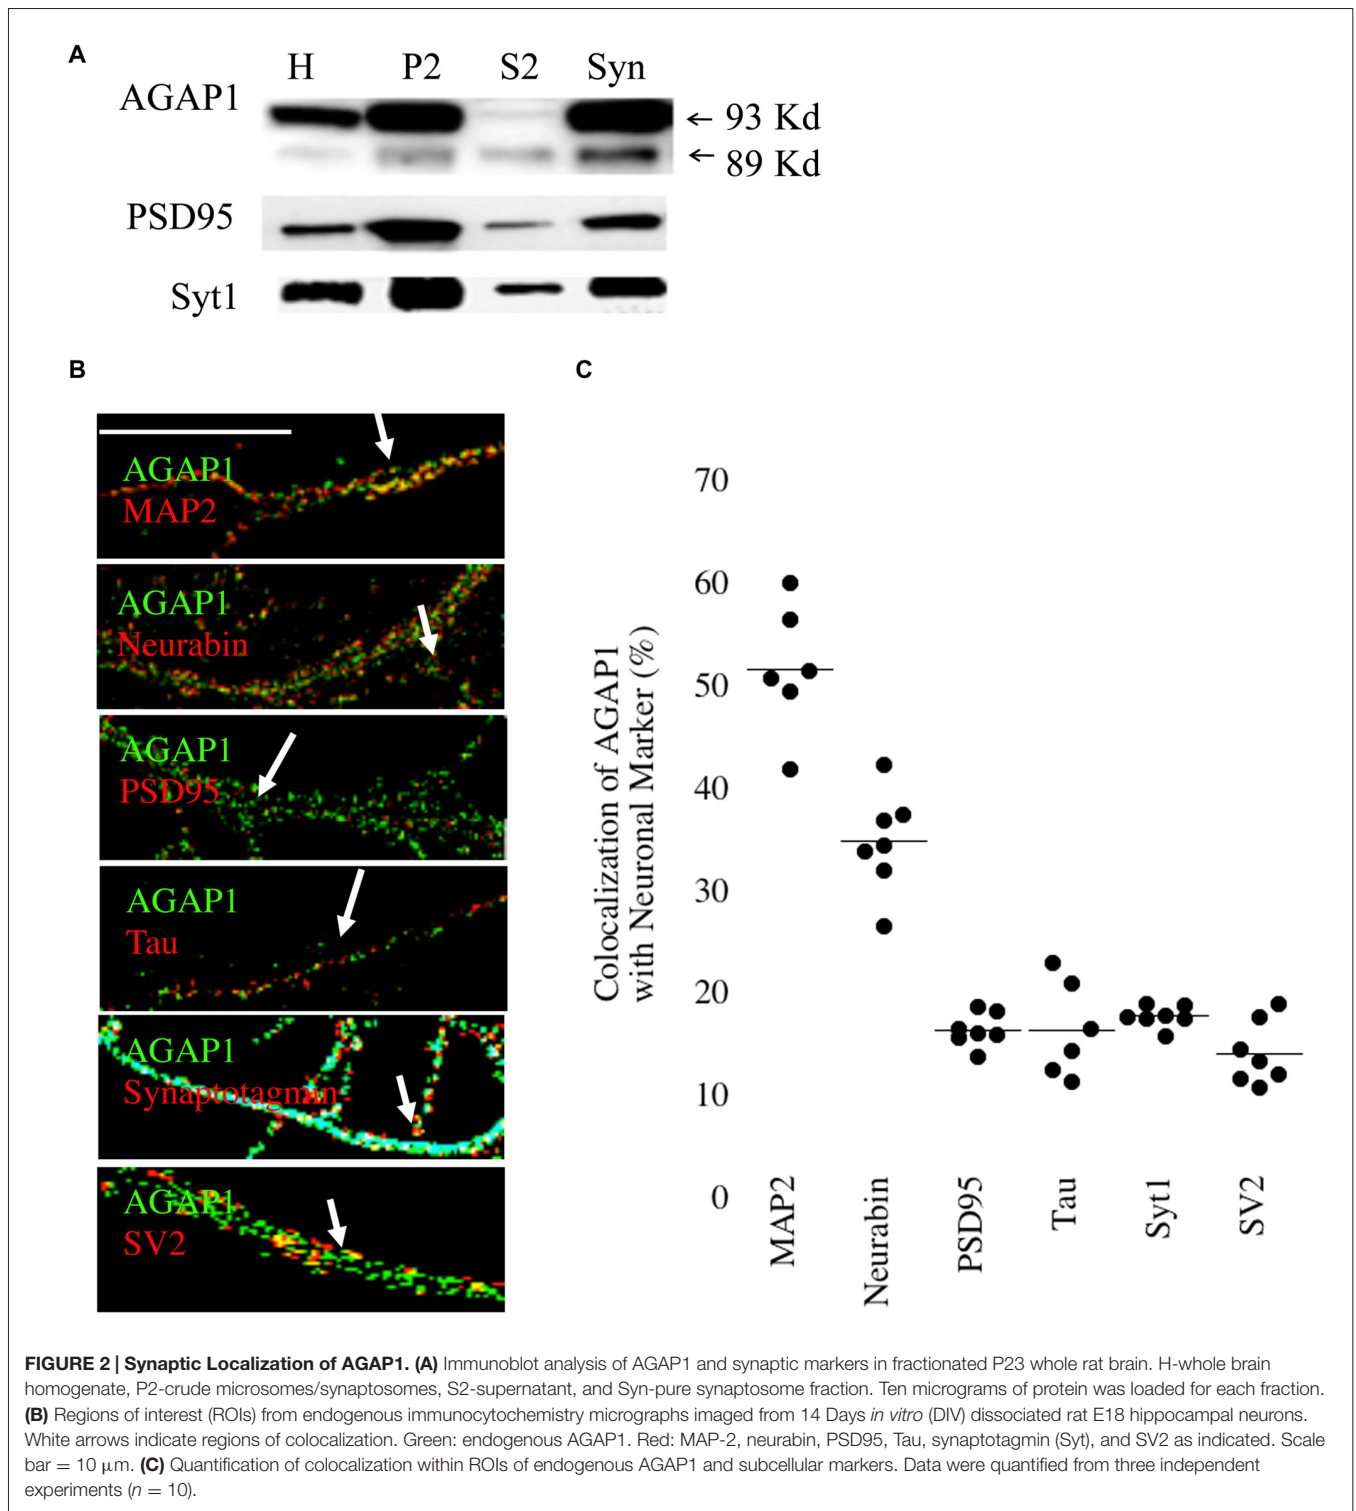 A
H P2 S2 Syn
AGAP1
← 93 Kd
← 89 Kd
PSD95
Syt1
B
AGAP1
MAP2
AGAP1
Neurabin
AGAP1
PSD95
AGAP1
Tau
AGAP1
Synaptotagmin
AGAP1
SV2
C
Colocalization of AGAP1
with Neuronal Marker (%)
70
60
50
40
30
20
10
0
MAP2
Neurabin
PSD95
Tau
Syt1
SV2
FIGURE 2 | Synaptic Localization of AGAP1. (A) Immunoblot analysis of AGAP1 and synaptic markers in fractionated P23 whole rat brain. H-whole brain
homogenate, P2-crude microsomes/synaptosomes, S2-supernatant, and Syn-pure synaptosome fraction. Ten micrograms of protein was loaded for each fraction.
(B) Regions of interest (ROIs) from endogenous immunocytochemistry micrographs imaged from 14 Days in vitro (DIV) dissociated rat E18 hippocampal neurons.
White arrows indicate regions of colocalization. Green: endogenous AGAP1. Red: MAP-2, neurabin, PSD95, Tau, synaptotagmin (Syt), and SV2 as indicated. Scale
bar = 10 μm. (C) Quantification of colocalization within ROIs of endogenous AGAP1 and subcellular markers. Data were quantified from three independent
experiments (n = 10).